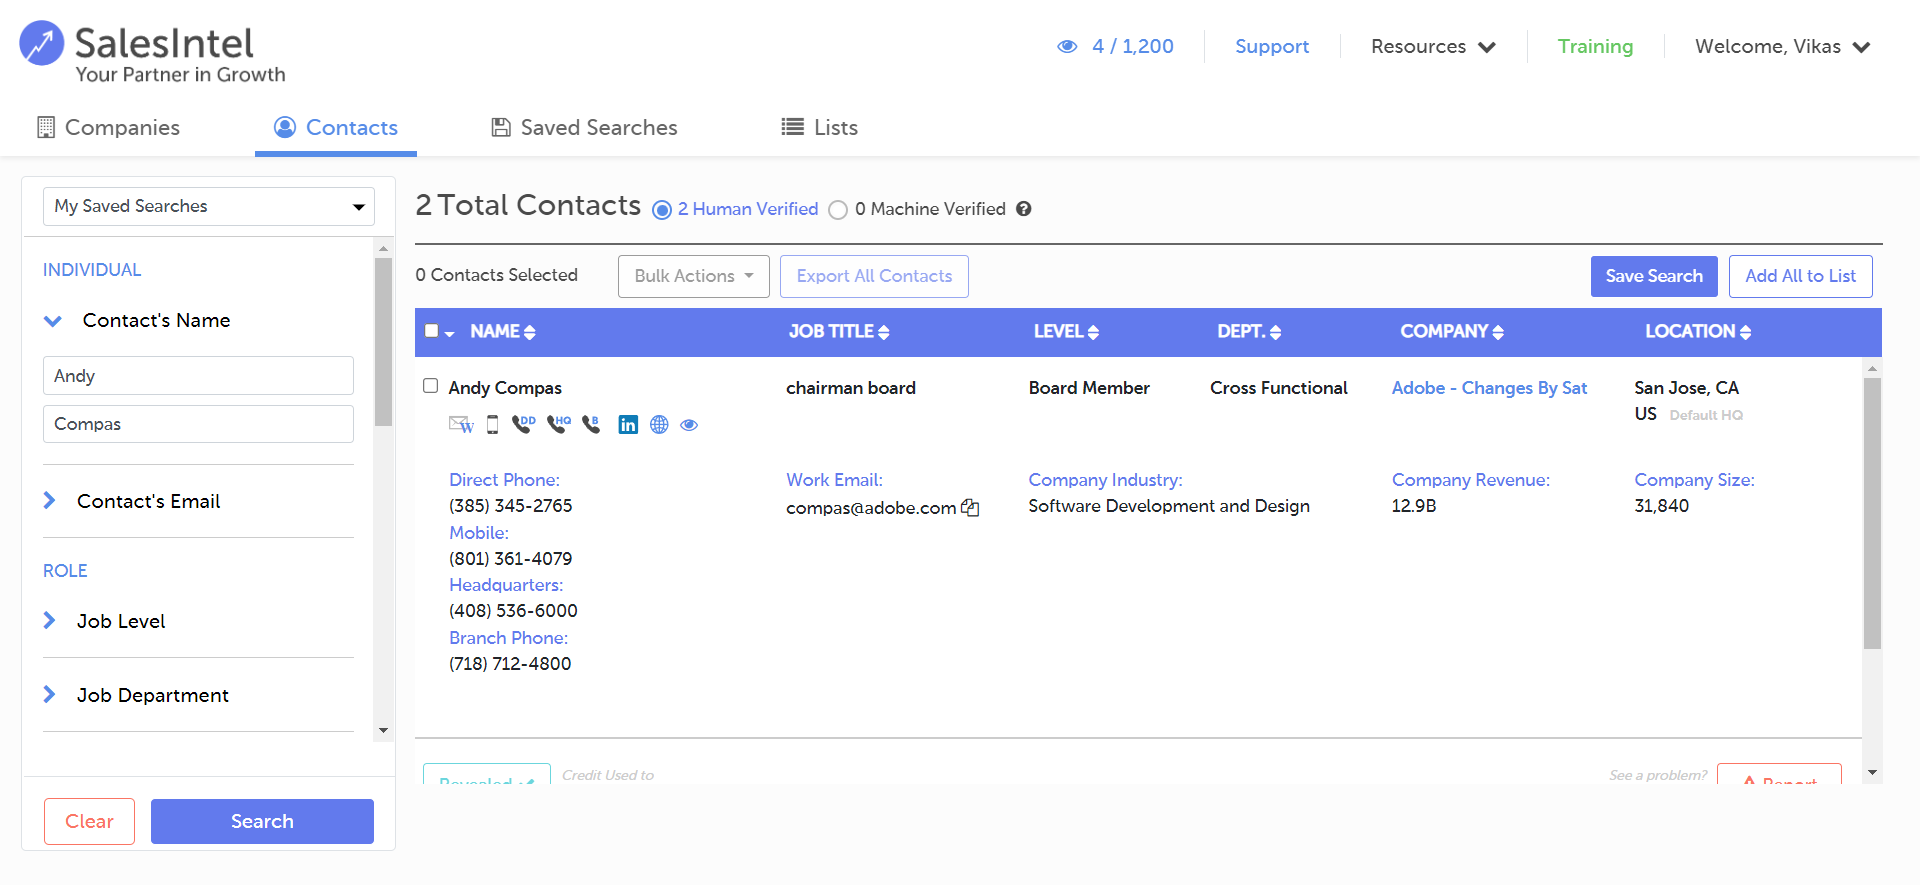 SalesIntel
Your Partner in Growth
4 / 1,200
Support
Resources
Training
Welcome, Vikas
Companies
Contacts
Saved Searches
Lists
My Saved Searches
INDIVIDUAL
Contact's Name
Andy
Compas
Contact's Email
ROLE
Job Level
Job Department
Clear
Search
2 Total Contacts
2 Human Verified
0 Machine Verified
0 Contacts Selected
Bulk Actions
Export All Contacts
Save Search
Add All to List
NAME JOB TITLE LEVEL DEPT. COMPANY LOCATION
Andy Compas chairman board Board Member Cross Functional Adobe - Changes By Sat San Jose, CA
US Default HQ
W DD HQ B in
Direct Phone: Work Email: Company Industry: Company Revenue: Company Size:
(385) 345-2765 compas@adobe.com Software Development and Design 12.9B 31,840
Mobile:
(801) 361-4079
Headquarters:
(408) 536-6000
Branch Phone:
(718) 712-4800
Revealed Credit Used to See a problem? Report